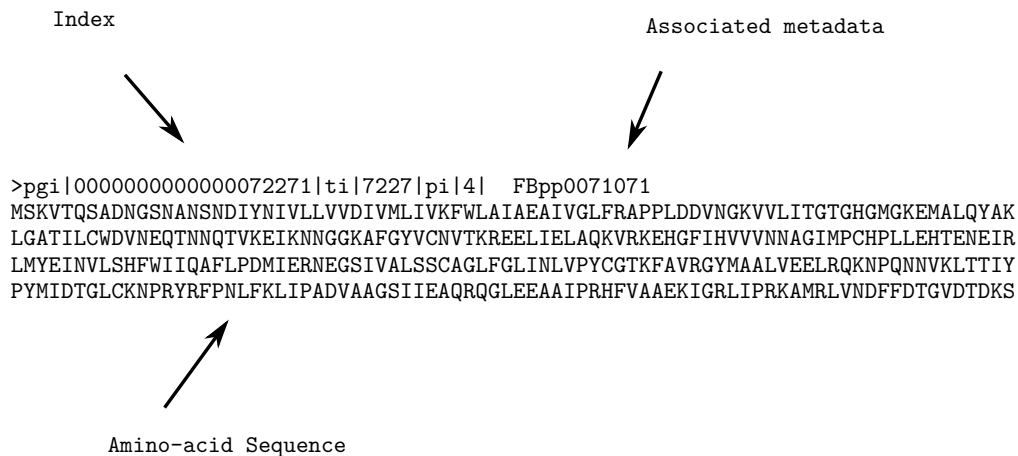 Index
Associated metadata
>pgi|0000000000000072271|ti|7227|pi|4|  FBpp0071071
MSKVTQSADNGSNANSNDIYNIVLLVVDIVMLIVKFWLAIAEAIVGLFRAPPLDDVNGKVVLITGTGHGMGKEMALQYAK
LGATILCWDVNEQTNNQTVKEIKNNGGKAFGYVCNVTKREELIELAQKVRKEHGFIHVVVNNAGIMPCHPLLEHTENEIR
LMYEINVLSHFWIIQAFLPDMIERNEGSIVALSSCAGLFGLINLVPYCGTKFAVRGYMAALVEELRQKNPQNNVKLTTIY
PYMIDTGLCKNPRYRFPNLFKLIPADVAAGSIIEAQRQGLEEAAIPRHFVAAEKIGRLIPRKAMRLVNDFFDTGVDTDKS
Amino-acid Sequence